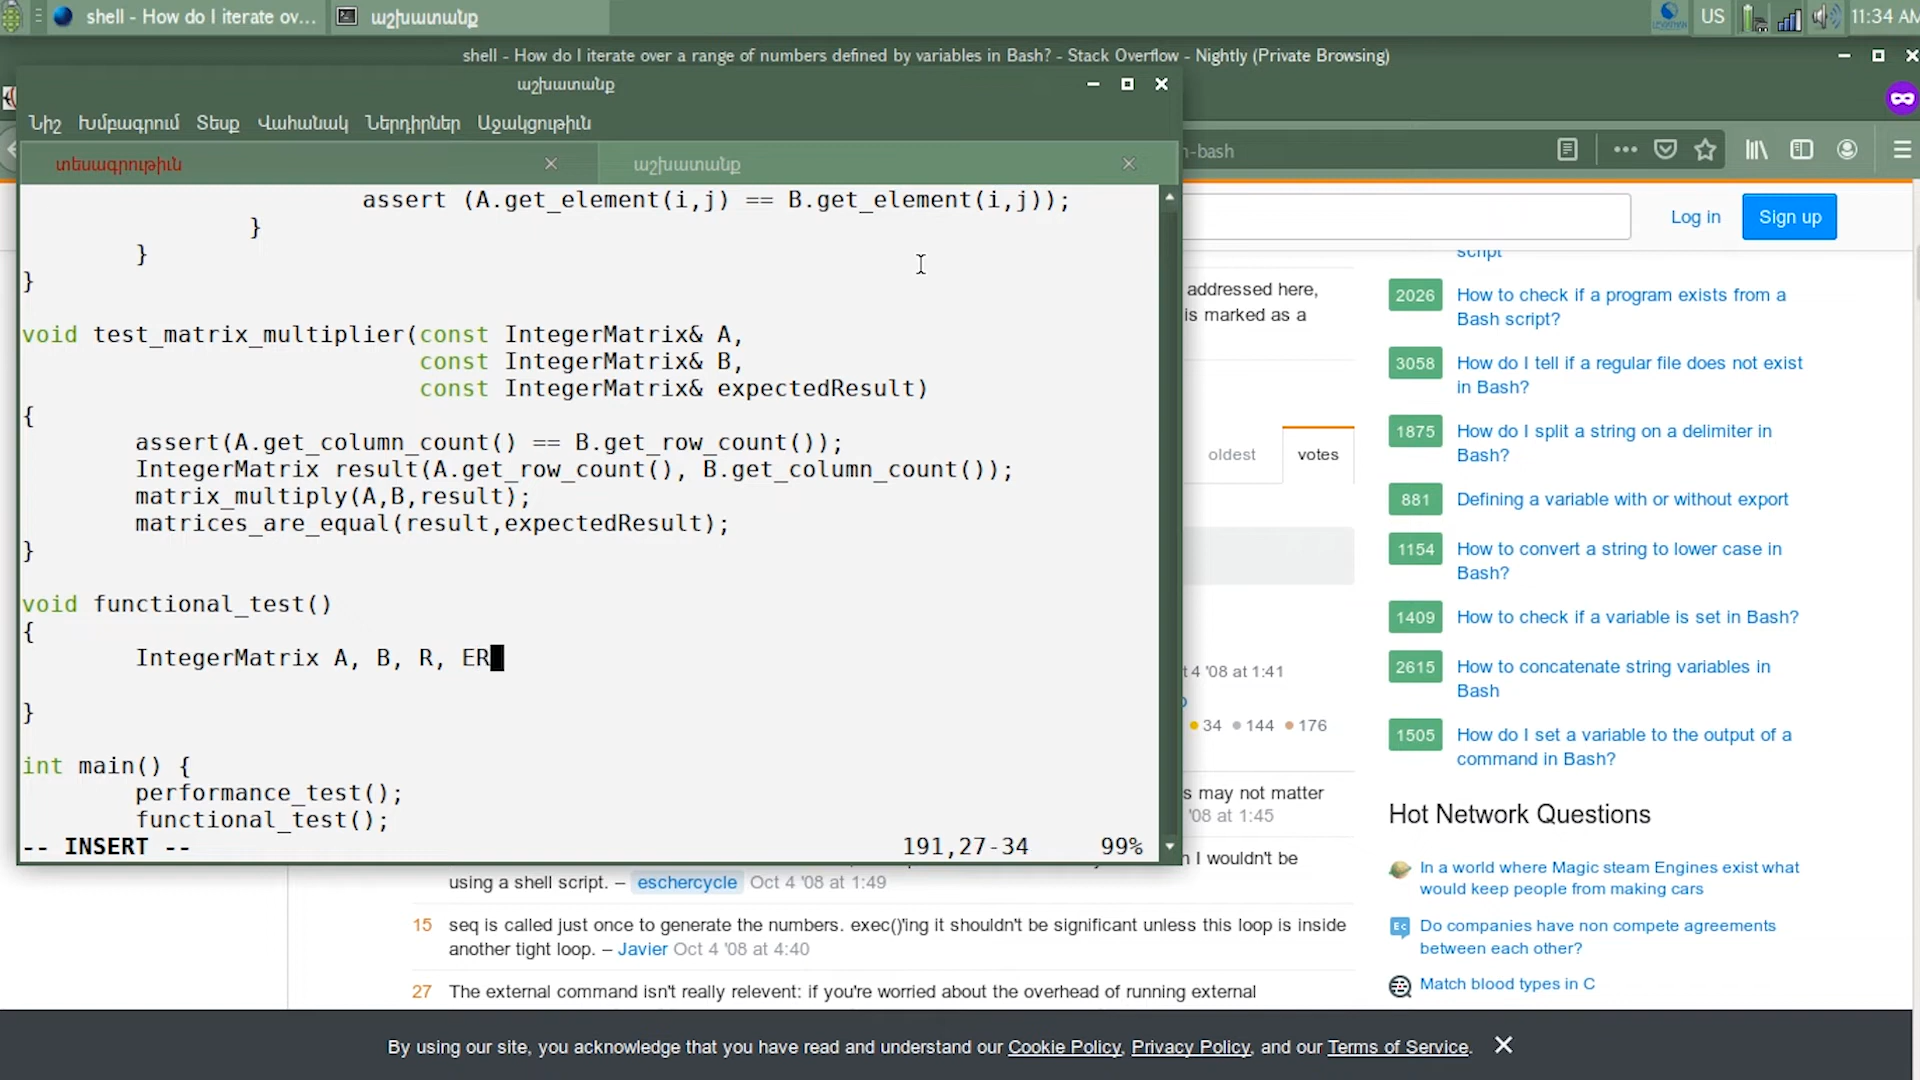 shell - How do I iterate ov...
աշխատանք
US
11:34 AM
shell - How do I iterate over a range of numbers defined by variables in Bash? - Stack Overflow - Nightly (Private Browsing)
աշխատանք
Նիշ Խմբագրում Տեսք Վահանակ Ներդիրներ Աջակցութիւն
տեսագրութիւն
աշխատանք
n-bash
assert (A.get_element(i,j) == B.get_element(i,j));
}
}
}
void test_matrix_multiplier(const IntegerMatrix& A,
const IntegerMatrix& B,
const IntegerMatrix& expectedResult)
{
assert(A.get_column_count() == B.get_row_count());
IntegerMatrix result(A.get_row_count(), B.get_column_count());
matrix_multiply(A,B,result);
matrices_are_equal(result,expectedResult);
}
void functional_test()
{
IntegerMatrix A, B, R, ER
}
int main() {
performance_test();
functional_test();
-- INSERT --
191,27-34
99%
Log in
Sign up
addressed here,
is marked as a
oldest
votes
t 4 '08 at 1:41
34 144 176
s may not matter
'08 at 1:45
n I wouldn't be
using a shell script. – eschercycle Oct 4 '08 at 1:49
15 seq is called just once to generate the numbers. exec()'ing it shouldn't be significant unless this loop is inside
another tight loop. – Javier Oct 4 '08 at 4:40
27 The external command isn't really relevent: if you're worried about the overhead of running external
script
2026 How to check if a program exists from a
Bash script?
3058 How do I tell if a regular file does not exist
in Bash?
1875 How do I split a string on a delimiter in
Bash?
881 Defining a variable with or without export
1154 How to convert a string to lower case in
Bash?
1409 How to check if a variable is set in Bash?
2615 How to concatenate string variables in
Bash
1505 How do I set a variable to the output of a
command in Bash?
Hot Network Questions
In a world where Magic steam Engines exist what
would keep people from making cars
Ec Do companies have non compete agreements
between each other?
Match blood types in C
By using our site, you acknowledge that you have read and understand our Cookie Policy, Privacy Policy, and our Terms of Service.